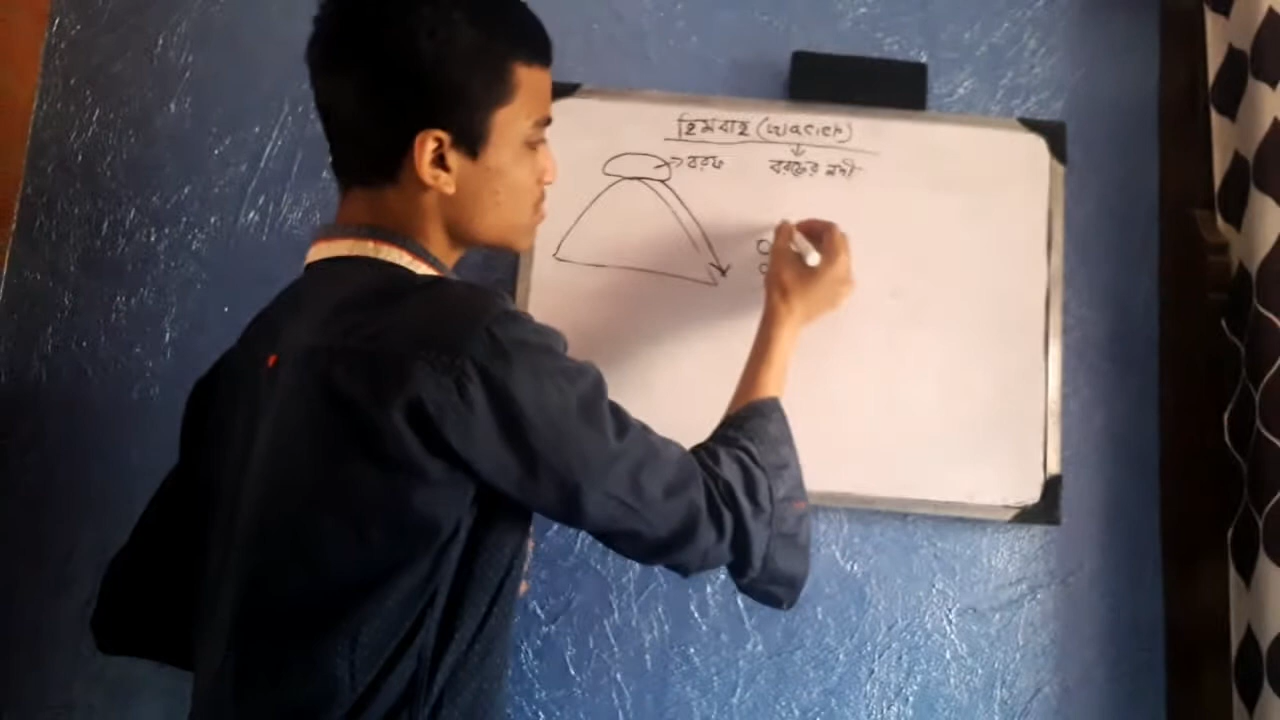 হিমবাহ (Glacier)
→ বরফ
↓
বরফের নদী